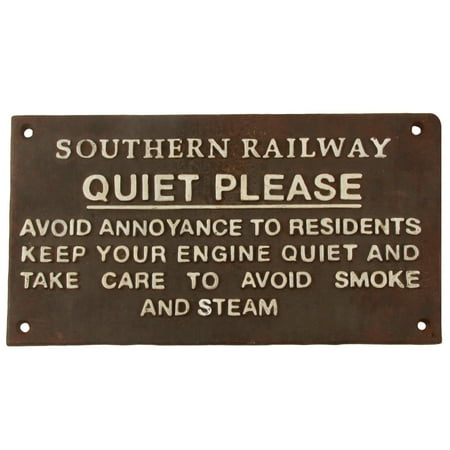 SOUTHERN RAILWAY
QUIET PLEASE
AVOID ANNOYANCE TO RESIDENTS
KEEP YOUR ENGINE QUIET AND
TAKE CARE TO AVOID SMOKE
AND STEAM